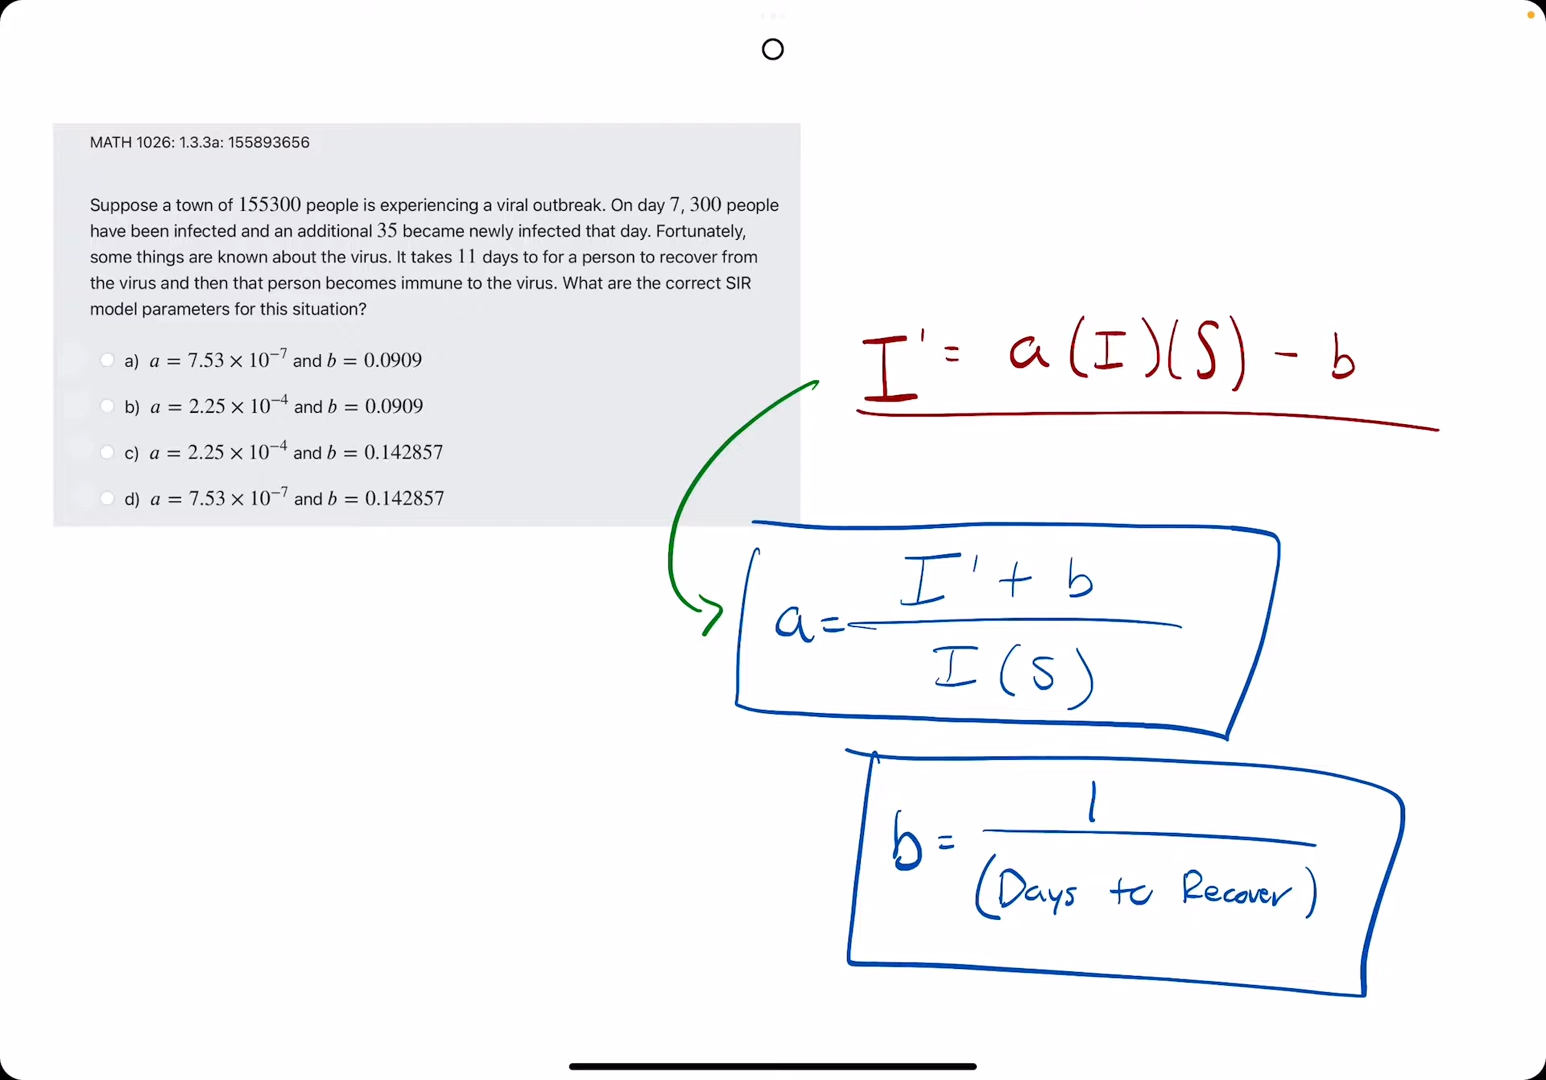 MATH 1026: 1.3.3a: 155893656
Suppose a town of 155300 people is experiencing a viral outbreak. On day 7, 300 people
have been infected and an additional 35 became newly infected that day. Fortunately,
some things are known about the virus. It takes 11 days to for a person to recover from
the virus and then that person becomes immune to the virus. What are the correct SIR
model parameters for this situation?
a) a = 7.53 × 10⁻⁷ and b = 0.0909
b) a = 2.25 × 10⁻⁴ and b = 0.0909
c) a = 2.25 × 10⁻⁴ and b = 0.142857
d) a = 7.53 × 10⁻⁷ and b = 0.142857
I' = a(I)(S) - b
a = I' + b / I(S)
b = 1 / (Days to Recover)